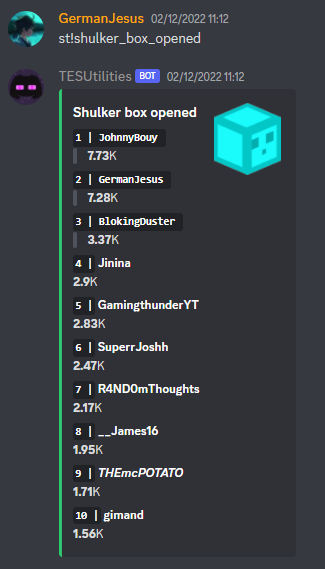 GermanJesus 02/12/2022 11:12
st!shulker_box_opened
TESUtilities BOT 02/12/2022 11:12
Shulker box opened
1 | JohnnyBouy
7.73K
2 | GermanJesus
7.28K
3 | BlokingDuster
3.37K
4 | Jinina
2.9K
5 | GamingthunderYT
2.83K
6 | SuperrJoshh
2.47K
7 | R4ND0mThoughts
2.17K
8 | __James16
1.95K
9 | THEmcPOTATO
1.71K
10 | gimand
1.56K